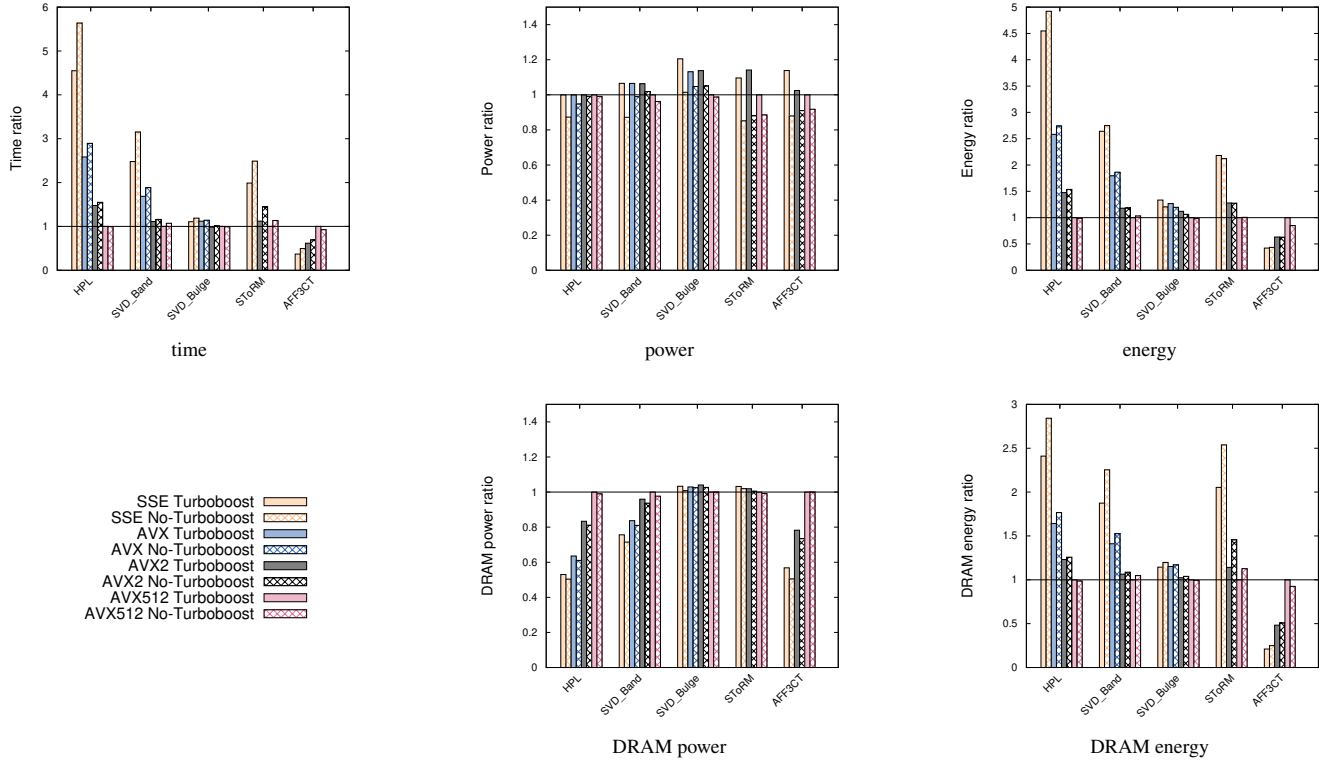 Time ratio
6
5
4
3
2
1
0
HPL
SVD_Band
SVD_Bulge
SToRM
AFF3CT
time
Power ratio
1.4
1.2
1
0.8
0.6
0.4
0.2
0
HPL
SVD_Band
SVD_Bulge
SToRM
AFF3CT
power
Energy ratio
5
4.5
4
3.5
3
2.5
2
1.5
1
0.5
0
HPL
SVD_Band
SVD_Bulge
SToRM
AFF3CT
energy
SSE Turboboost
SSE No-Turboboost
AVX Turboboost
AVX No-Turboboost
AVX2 Turboboost
AVX2 No-Turboboost
AVX512 Turboboost
AVX512 No-Turboboost
DRAM power ratio
1.4
1.2
1
0.8
0.6
0.4
0.2
0
HPL
SVD_Band
SVD_Bulge
SToRM
AFF3CT
DRAM power
DRAM energy ratio
3
2.5
2
1.5
1
0.5
0
HPL
SVD_Band
SVD_Bulge
SToRM
AFF3CT
DRAM energy